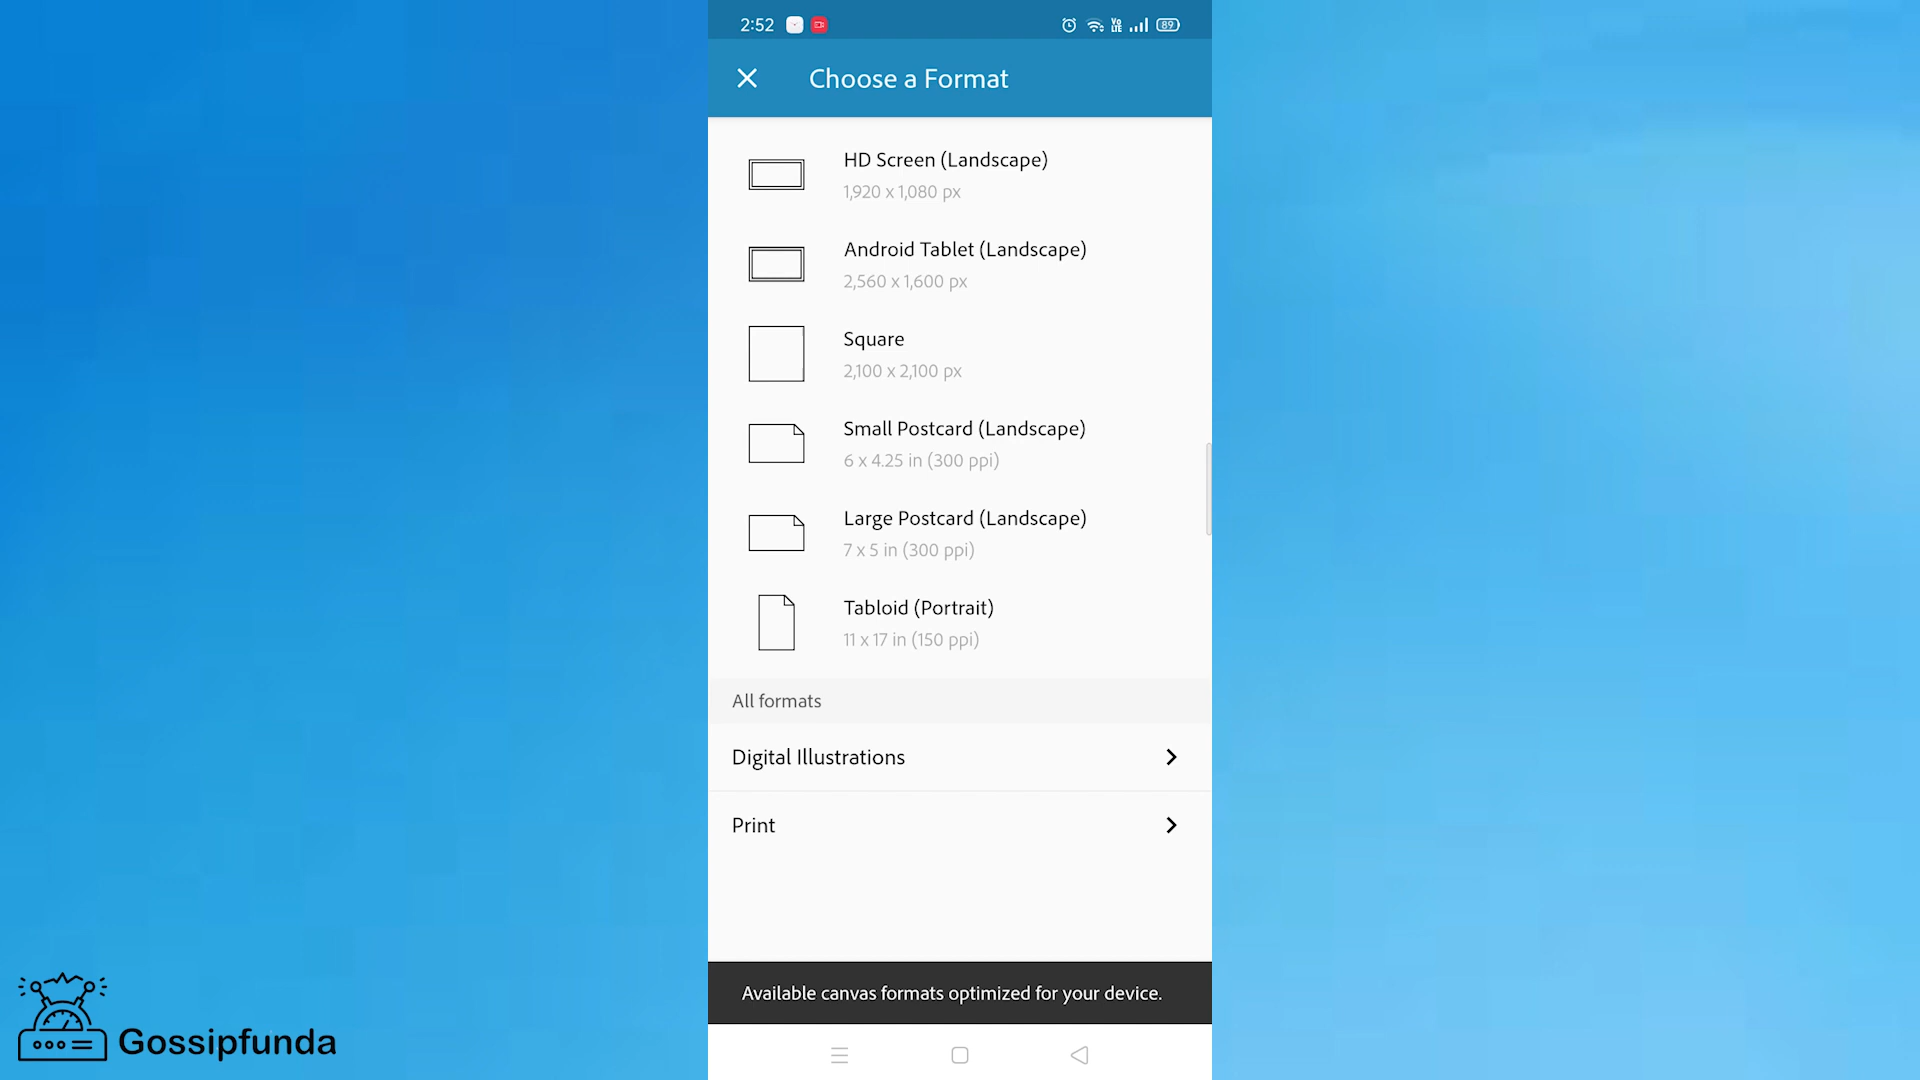 2:52
Vo
LTE
89
Choose a Format
HD Screen (Landscape)
1,920 x 1,080 px
Android Tablet (Landscape)
2,560 x 1,600 px
Square
2,100 x 2,100 px
Small Postcard (Landscape)
6 x 4.25 in (300 ppi)
Large Postcard (Landscape)
7 x 5 in (300 ppi)
Tabloid (Portrait)
11 x 17 in (150 ppi)
All formats
Digital Illustrations
Print
Available canvas formats optimized for your device.
Gossipfunda